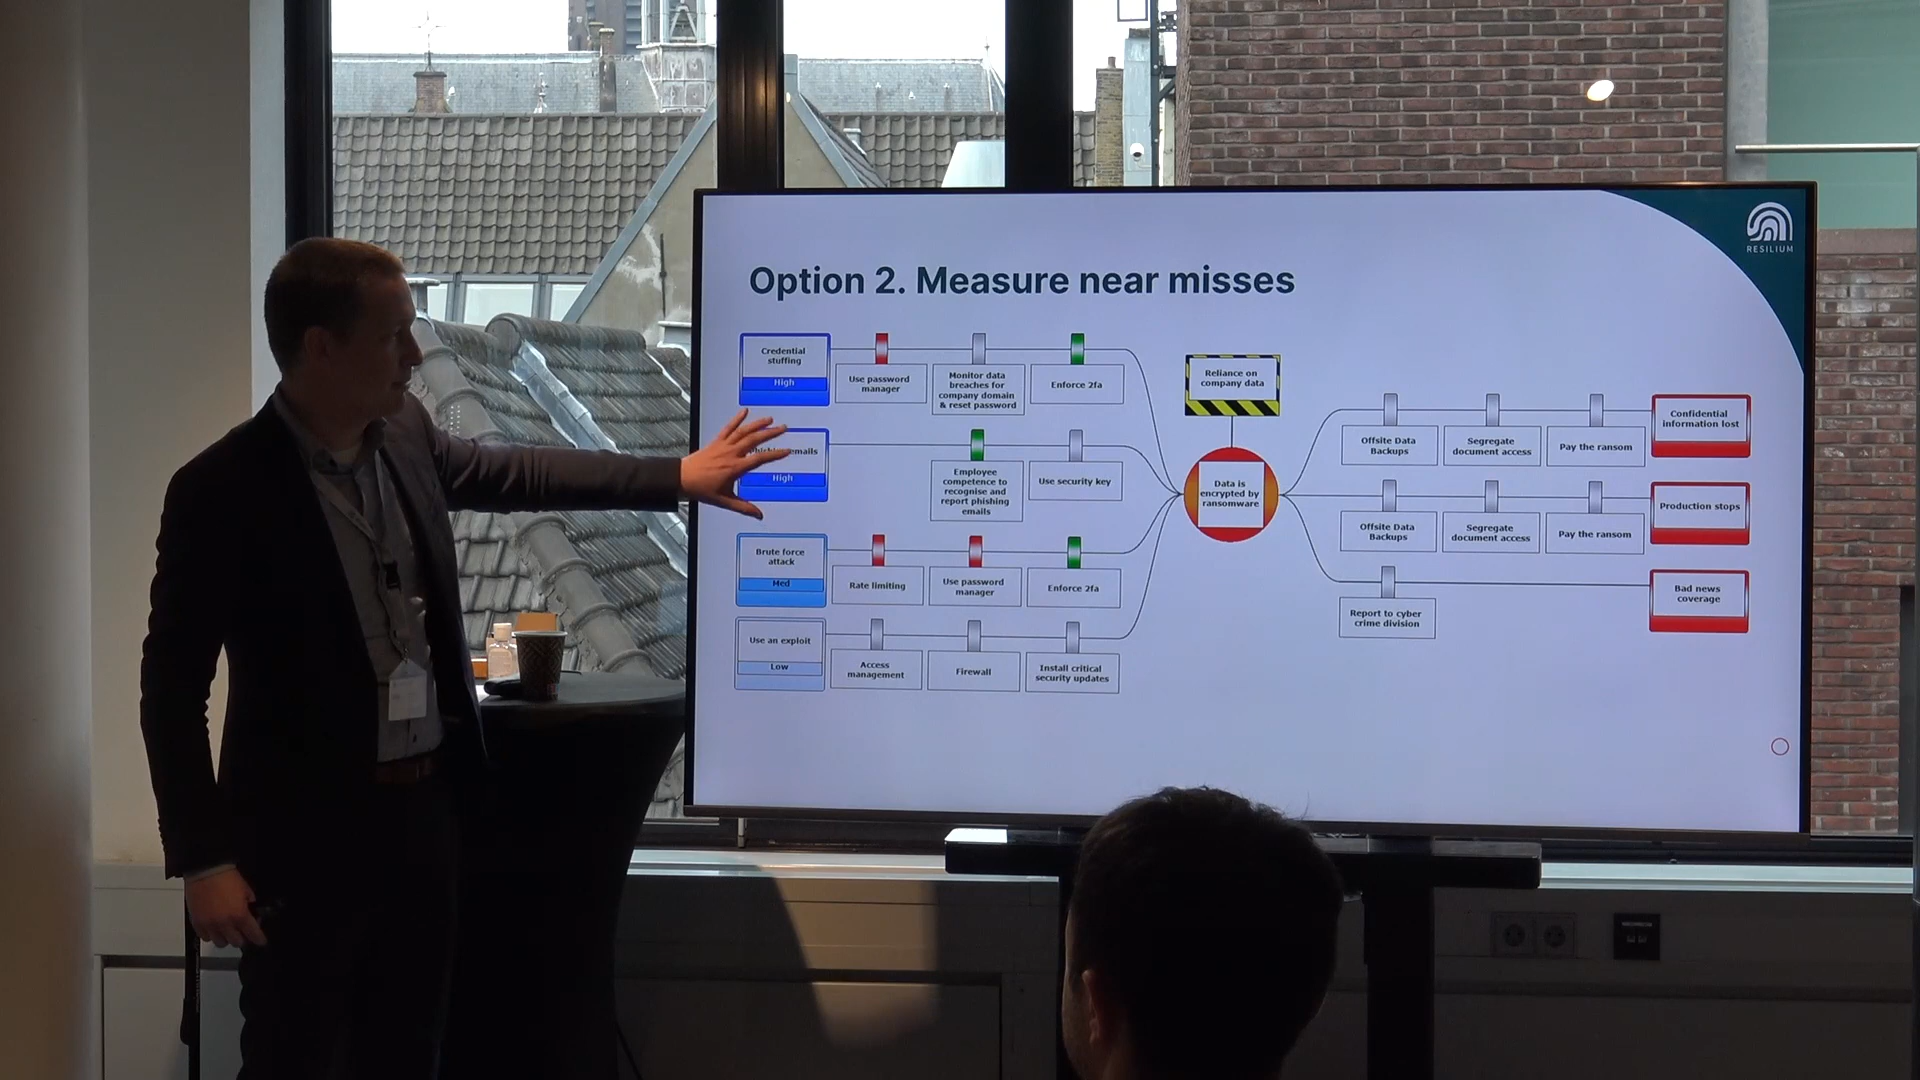 RESILIUM
Option 2. Measure near misses
Credential
stuffing
High
Use password
manager
Monitor data
breaches for
company domain
& reset password
Enforce 2fa
Phishing emails
High
Employee
competence to
recognise and
report phishing
emails
Use security key
Brute force
attack
Med
Rate limiting
Use password
manager
Enforce 2fa
Use an exploit
Low
Access
management
Firewall
Install critical
security updates
Reliance on
company data
Data is
encrypted by
ransomware
Offsite Data
Backups
Segregate
document access
Pay the ransom
Confidential
information lost
Offsite Data
Backups
Segregate
document access
Pay the ransom
Production stops
Report to cyber
crime division
Bad news
coverage